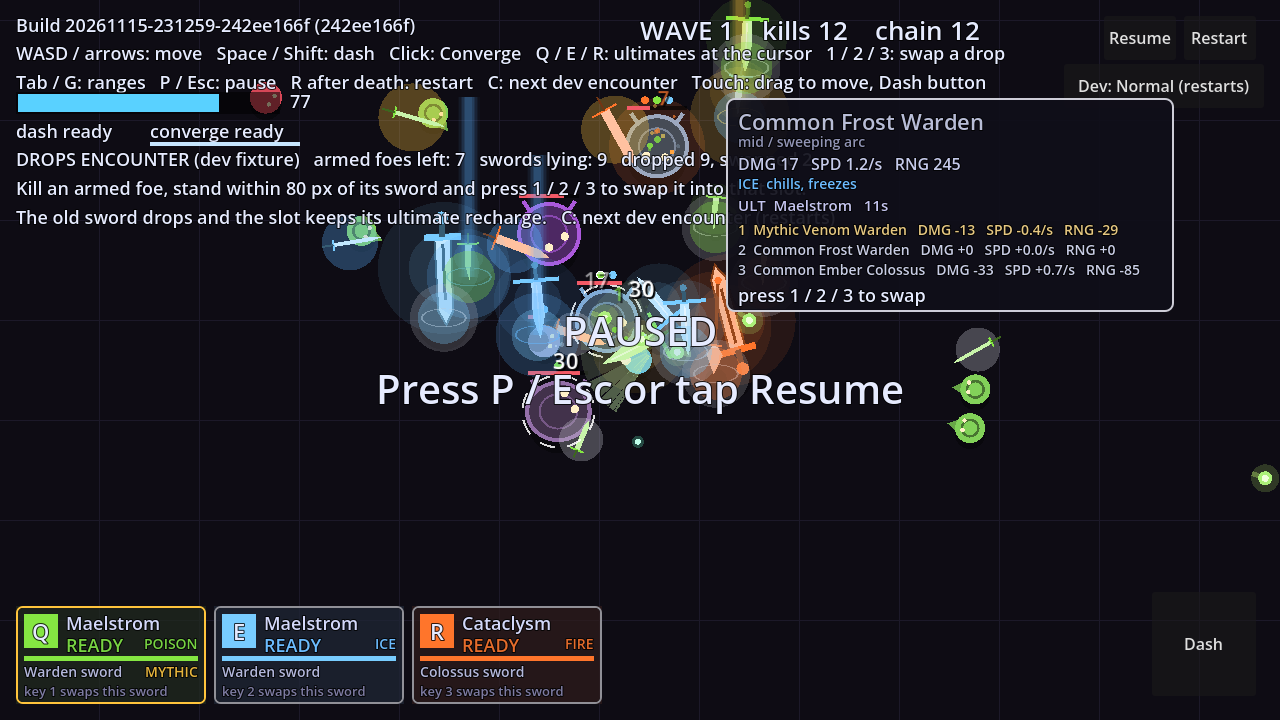 Build 20261115-231259-242ee166f (242ee166f)
WAVE 1 kills 12 chain 12
Resume
Restart
WASD / arrows: move Space / Shift: dash Click: Converge Q / E / R: ultimates at the cursor 1 / 2 / 3: swap a drop
Tab / G: ranges P / Esc: pause R after death: restart C: next dev encounter Touch: drag to move, Dash button
Dev: Normal (restarts)
77
7
dash ready converge ready
DROPS ENCOUNTER (dev fixture) armed foes left: 7 swords lying: 9 dropped 9, s
Kill an armed foe, stand within 80 px of its sword and press 1 / 2 / 3 to swap it into that slot.
The old sword drops and the slot keeps its ultimate recharge. C: next dev encounter (restarts)
Common Frost Warden
mid / sweeping arc
DMG 17 SPD 1.2/s RNG 245
ICE chills, freezes
ULT Maelstrom 11s
1 Mythic Venom Warden DMG -13 SPD -0.4/s RNG -29
2 Common Frost Warden DMG +0 SPD +0.0/s RNG +0
3 Common Ember Colossus DMG -33 SPD +0.7/s RNG -85
press 1 / 2 / 3 to swap
17
30
PAUSED
30
Press P / Esc or tap Resume
Q Maelstrom
READY POISON
Warden sword MYTHIC
key 1 swaps this sword
E Maelstrom
READY ICE
Warden sword
key 2 swaps this sword
R Cataclysm
READY FIRE
Colossus sword
key 3 swaps this sword
Dash